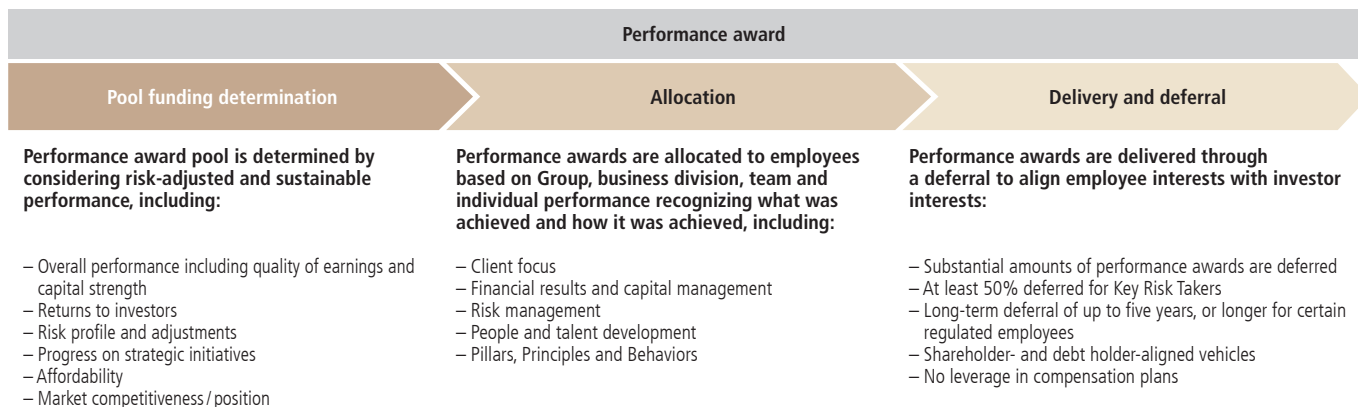 Performance award
Pool funding determination
Allocation
Delivery and deferral
Performance award pool is determined by
considering risk-adjusted and sustainable
performance, including:
– Overall performance including quality of earnings and
capital strength
– Returns to investors
– Risk profile and adjustments
– Progress on strategic initiatives
– Affordability
– Market competitiveness / position
Performance awards are allocated to employees
based on Group, business division, team and
individual performance recognizing what was
achieved and how it was achieved, including:
– Client focus
– Financial results and capital management
– Risk management
– People and talent development
– Pillars, Principles and Behaviors
Performance awards are delivered through
a deferral to align employee interests with investor
interests:
– Substantial amounts of performance awards are deferred
– At least 50% deferred for Key Risk Takers
– Long-term deferral of up to five years, or longer for certain
regulated employees
– Shareholder- and debt holder-aligned vehicles
– No leverage in compensation plans